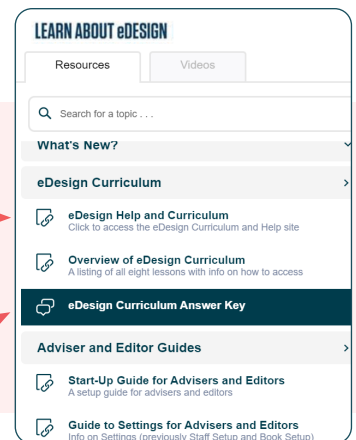 LEARN ABOUT eDESIGN
Resources
Videos
Search for a topic . . .
What's New?
eDesign Curriculum
eDesign Help and Curriculum
Click to access the eDesign Curriculum and Help site
Overview of eDesign Curriculum
A listing of all eight lessons with info on how to access
eDesign Curriculum Answer Key
Adviser and Editor Guides
Start-Up Guide for Advisers and Editors
A setup guide for advisers and editors
Guide to Settings for Advisers and Editors
Info on Settings (previously Staff Setup and Book Setup)